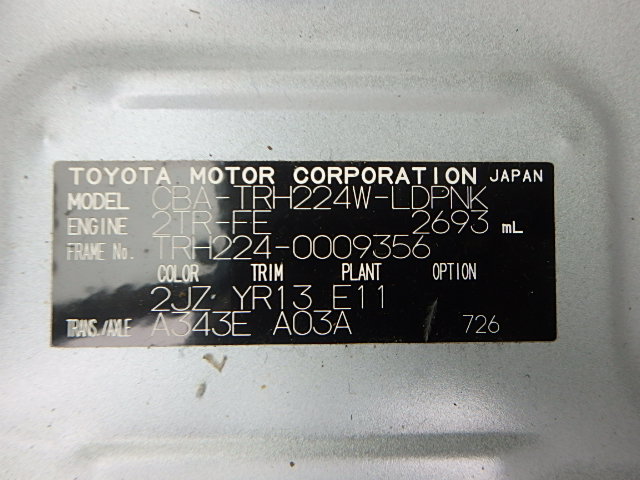 TOYOTA MOTOR CORPORATION JAPAN
MODEL CBA-TRH224W-LDPNK
ENGINE 2TR-FE 2693 mL
FRAME No. TRH224-0009356
COLOR TRIM PLANT OPTION
2JZ YR13 E11
TRANS./AXLE A343E A03A 726